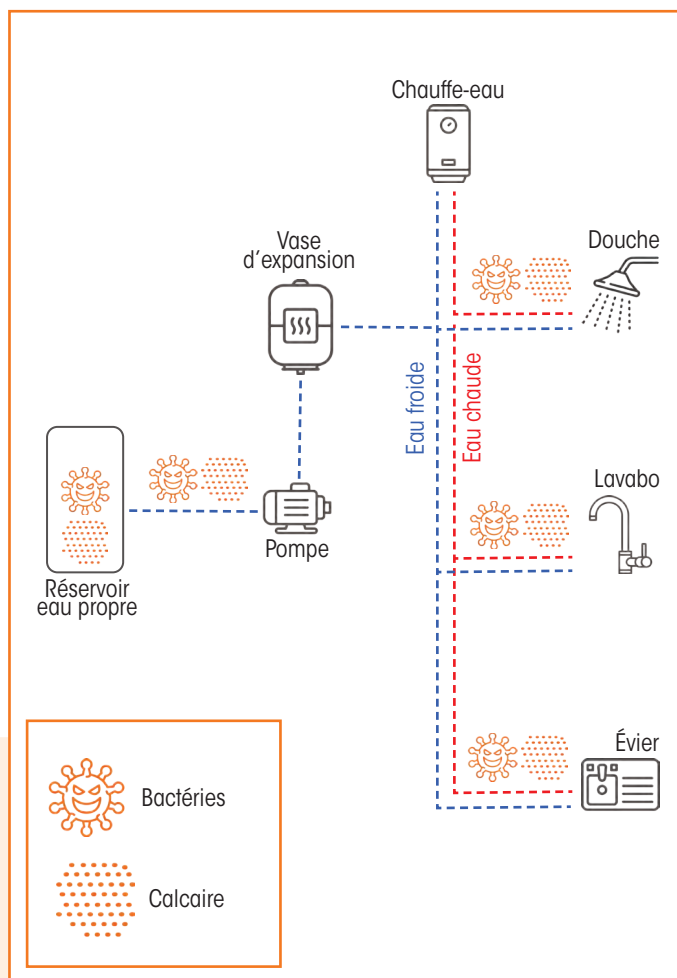 Chauffe-eau
Vase
d’expansion
Douche
Eau froide
Eau chaude
Lavabo
Pompe
Réservoir
eau propre
Évier
Bactéries
Calcaire